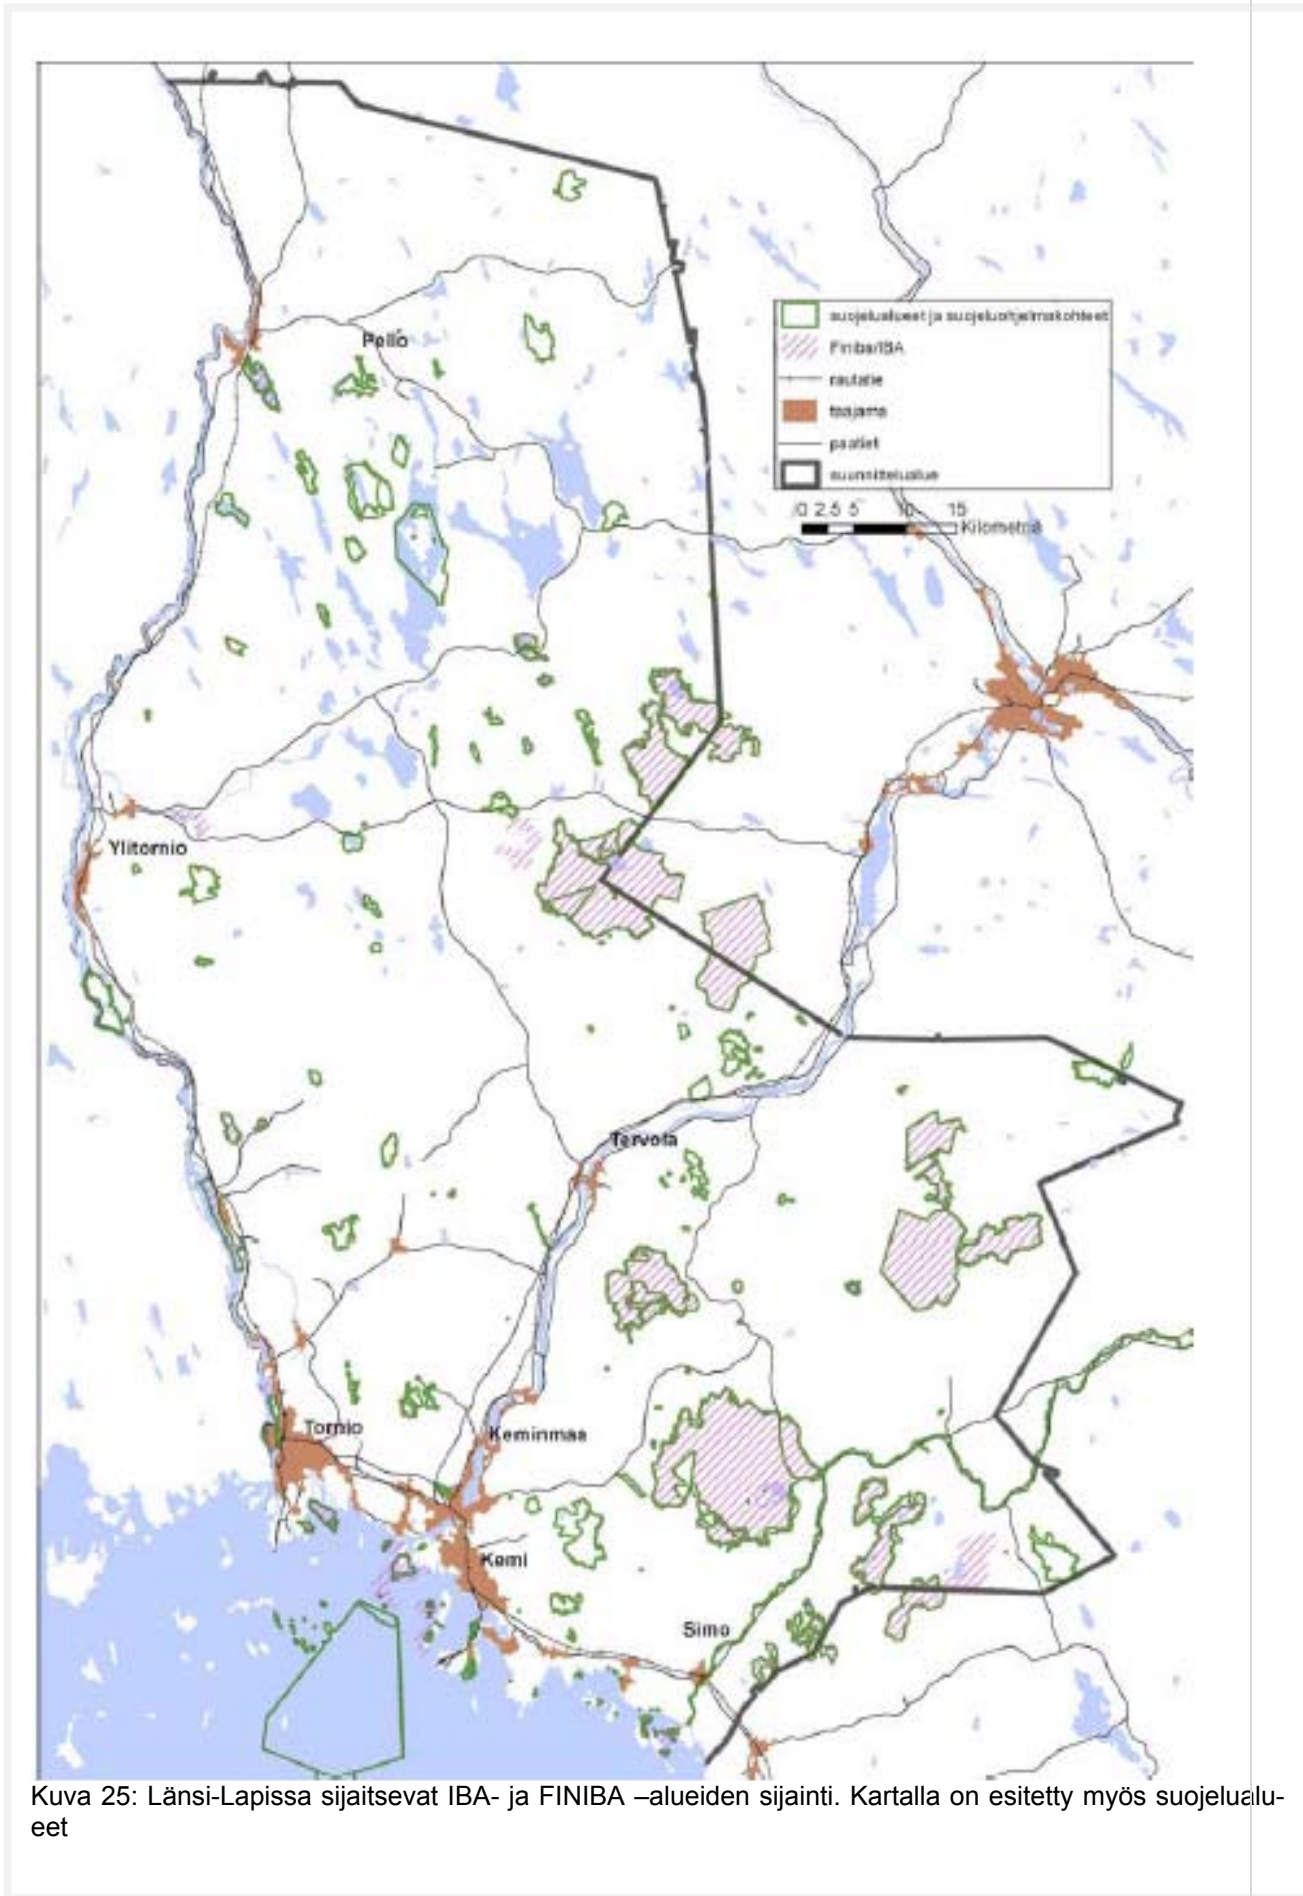 Pello
suojelualueet ja suojeluohjelmakohteet
Finiba/IBA
rautatie
taajama
paatiet
suunnittelualue
0 2,5 5 10 15
Kilometriä
Ylitornio
Tervola
Tornio
Keminmaa
Kemi
Simo
Kuva 25: Länsi-Lapissa sijaitsevat IBA- ja FINIBA –alueiden sijainti. Kartalla on esitetty myös suojelualu-
eet